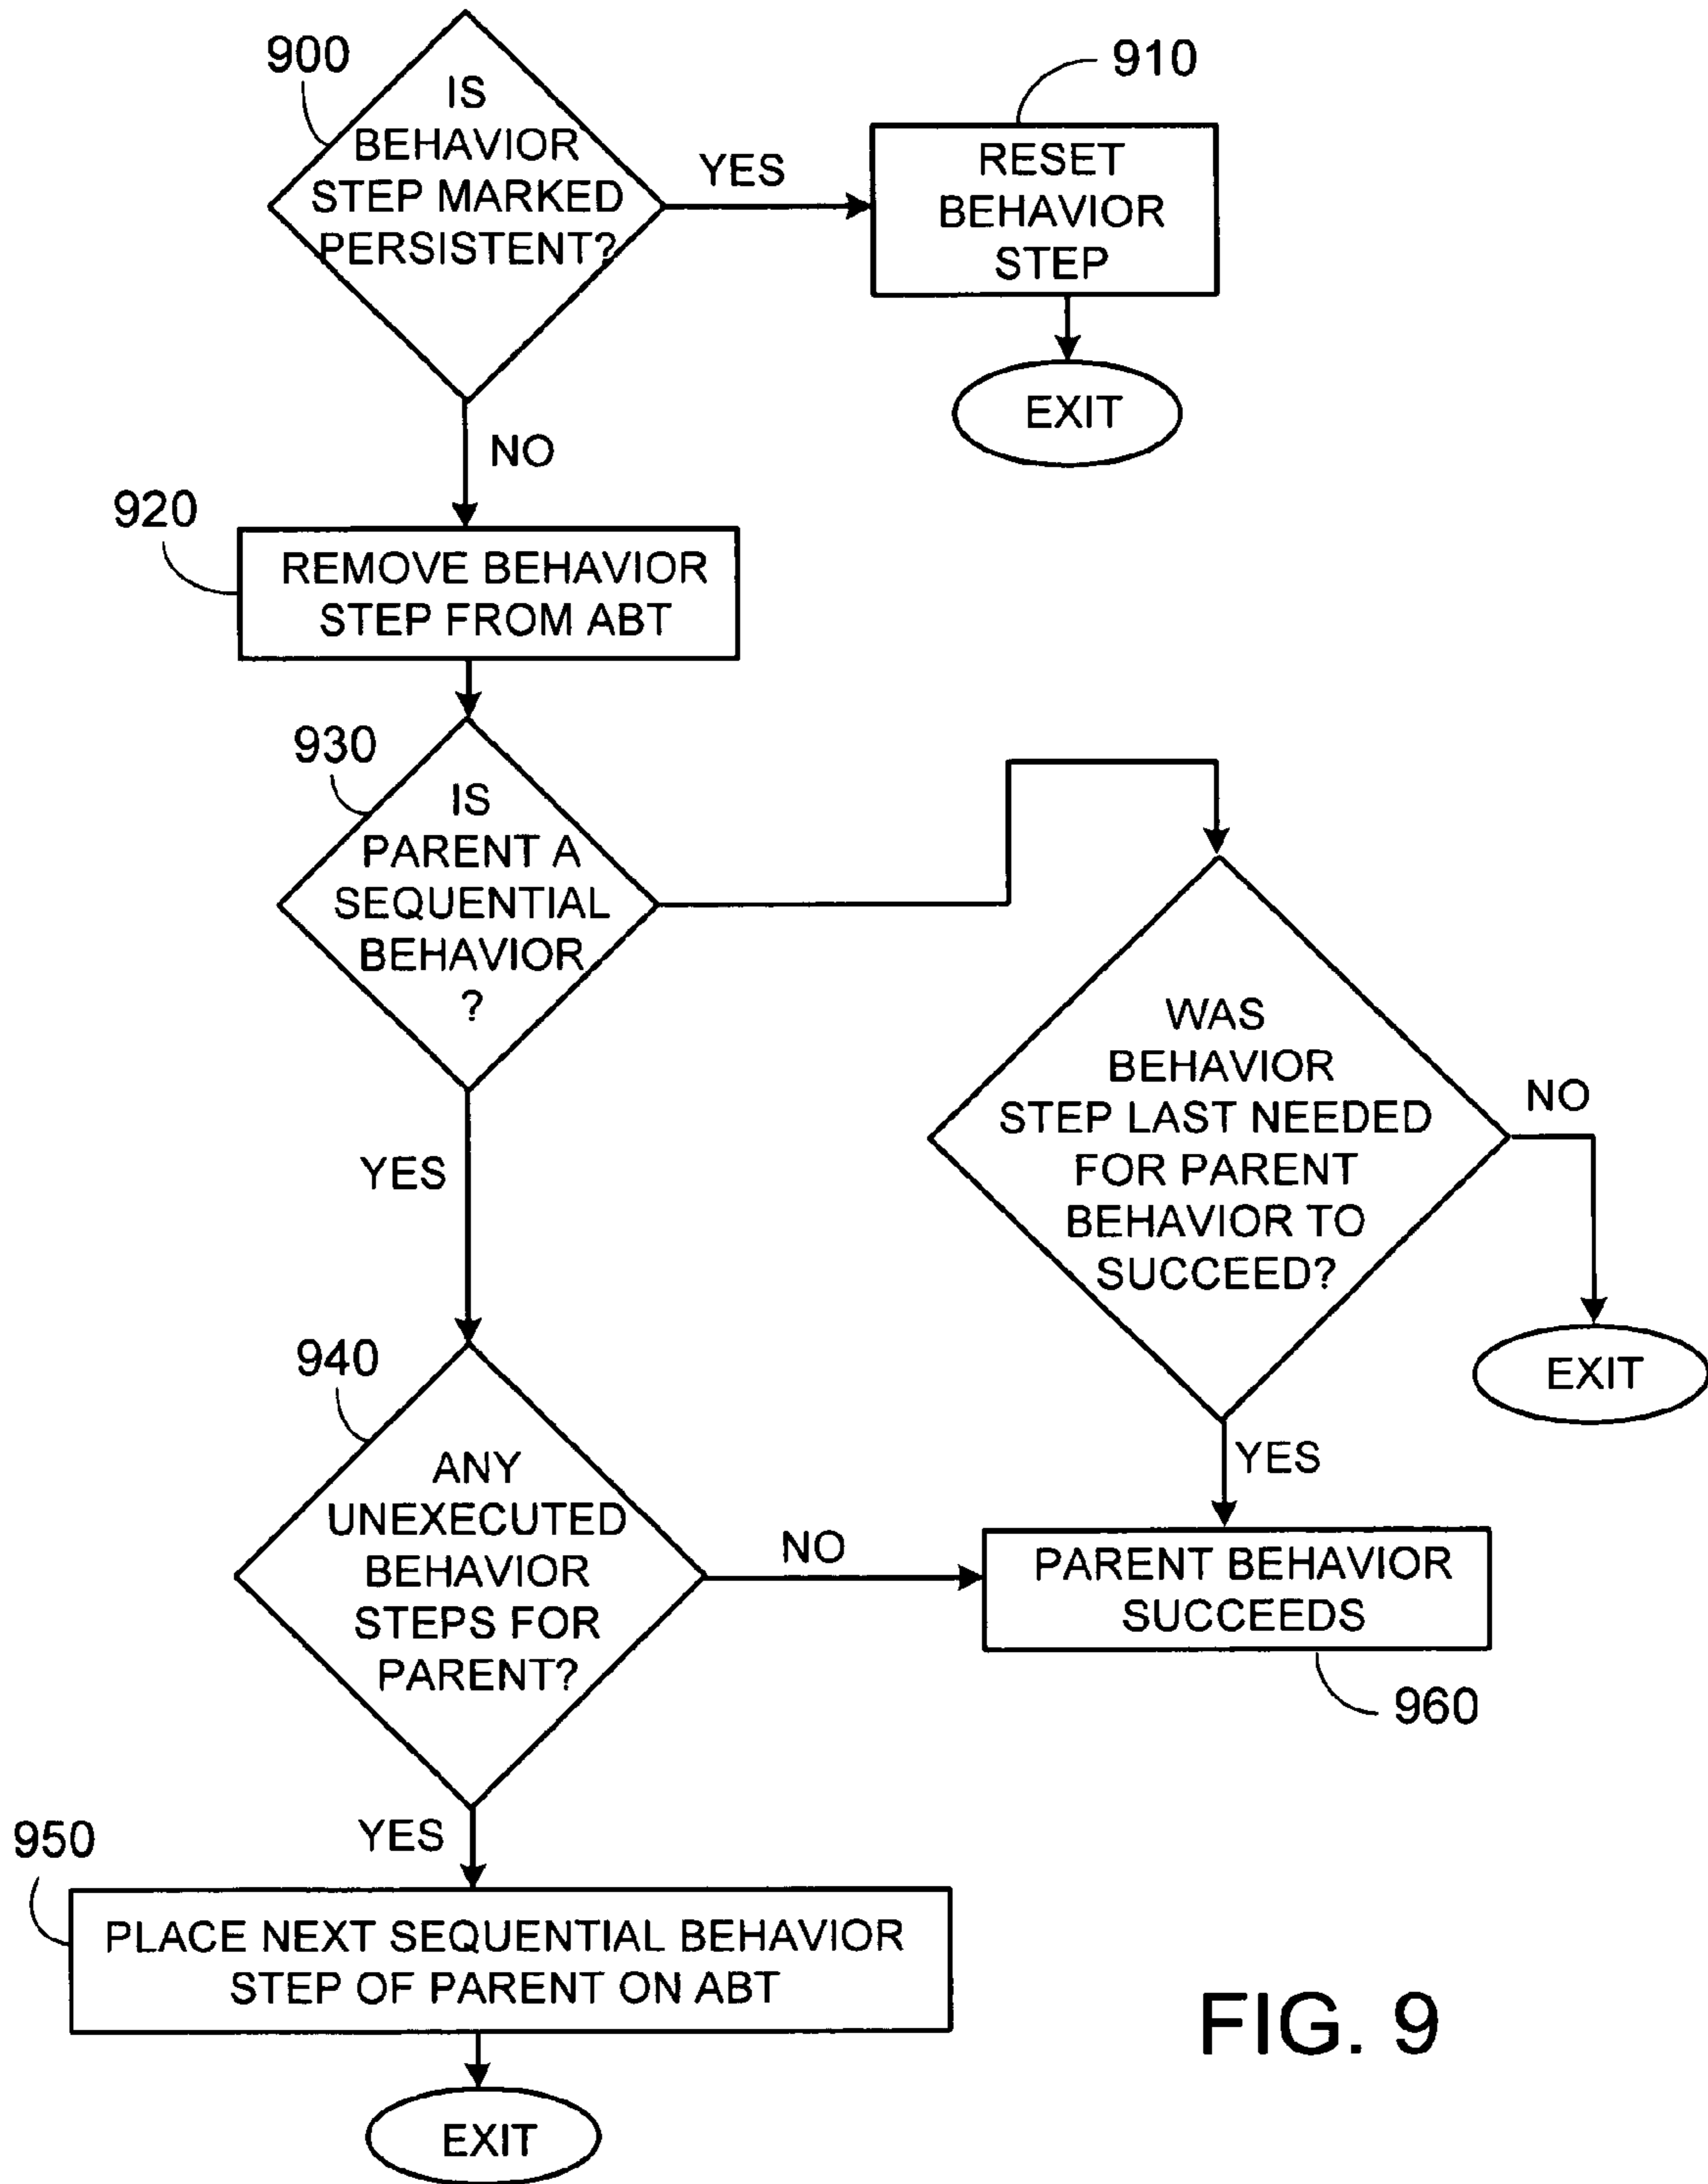 900
IS
BEHAVIOR
STEP MARKED
PERSISTENT?
YES
910
RESET
BEHAVIOR
STEP
EXIT
NO
920
REMOVE BEHAVIOR
STEP FROM ABT
930
IS
PARENT A
SEQUENTIAL
BEHAVIOR
?
WAS
BEHAVIOR
STEP LAST NEEDED
FOR PARENT
BEHAVIOR TO
SUCCEED?
NO
EXIT
YES
YES
940
ANY
UNEXECUTED
BEHAVIOR
STEPS FOR
PARENT?
NO
PARENT BEHAVIOR
SUCCEEDS
960
YES
950
PLACE NEXT SEQUENTIAL BEHAVIOR
STEP OF PARENT ON ABT
EXIT
FIG. 9